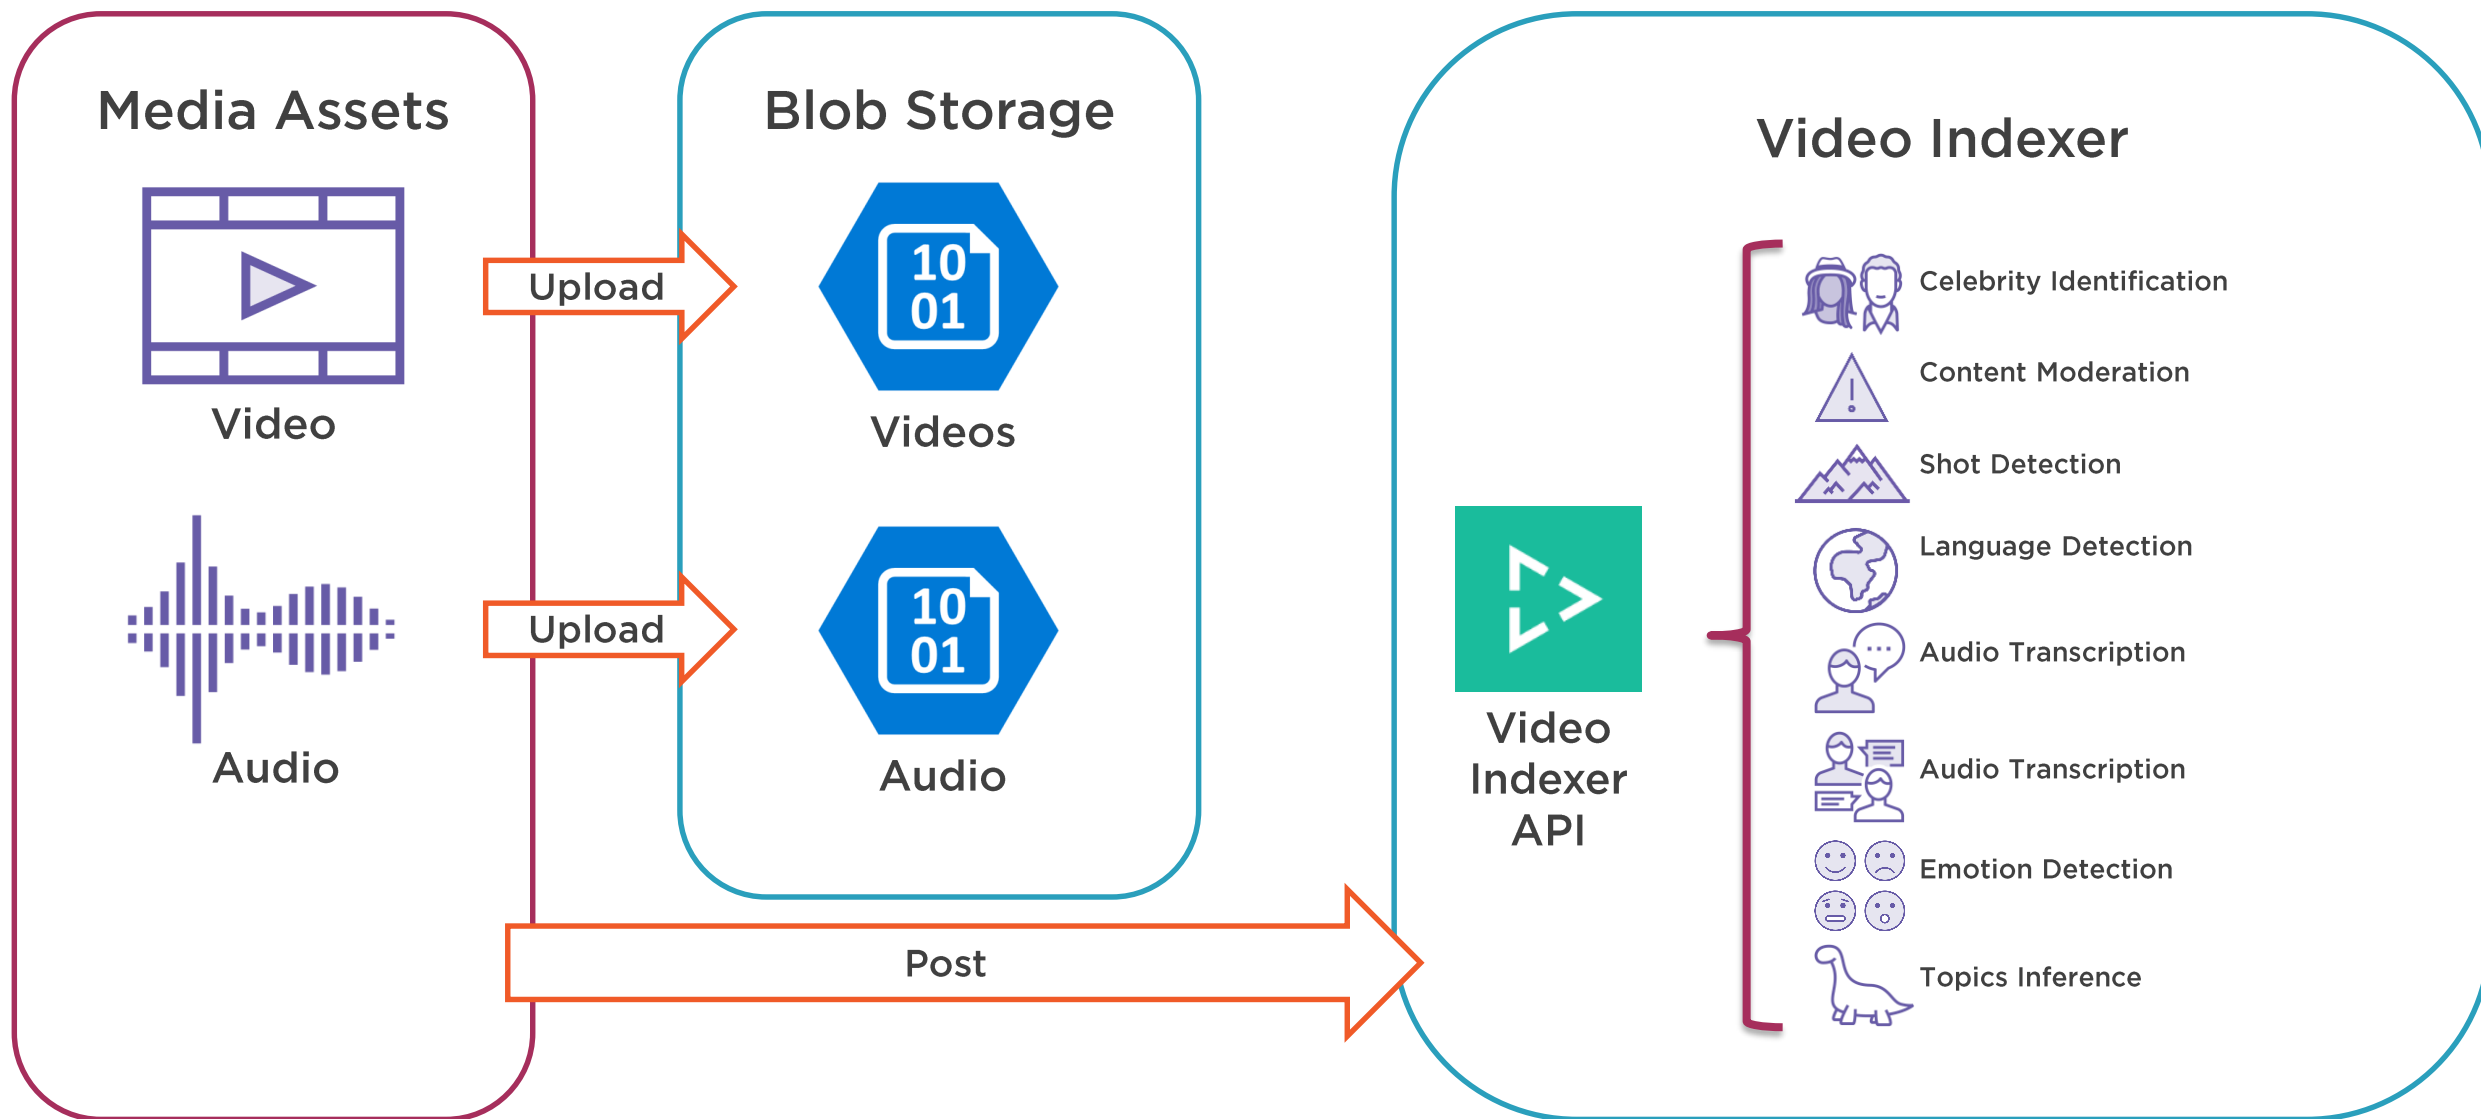 Media Assets
Video
Audio
Upload
Upload
Blob Storage
10
01
Videos
10
01
Audio
Post
Video Indexer
Video
Indexer
API
Celebrity Identification
Content Moderation
Shot Detection
Language Detection
Audio Transcription
Audio Transcription
Emotion Detection
Topics Inference